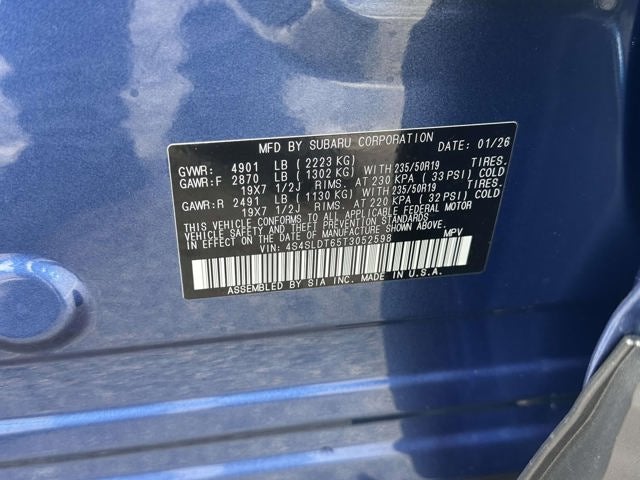 MFD BY SUBARU CORPORATION DATE: 01/26
GVWR: 4901 LB ( 2223 KG)
GAWR:F 2870 LB ( 1302 KG) WITH 235/50R19 TIRES.
19X7 1/2J RIMS. AT 230 KPA ( 33 PSI) COLD
GAWR:R 2491 LB ( 1130 KG) WITH 235/50R19 TIRES.
19X7 1/2J RIMS. AT 220 KPA ( 32 PSI) COLD
THIS VEHICLE CONFORMS TO ALL APPLICABLE FEDERAL MOTOR
VEHICLE SAFETY AND THEFT PREVENTION STANDARDS
IN EFFECT ON THE DATE OF MANUFACTURE SHOWN ABOVE.
VIN: 4S4SLDT65T3052598 MPV
ASSEMBLED BY SIA INC. MADE IN U.S.A.